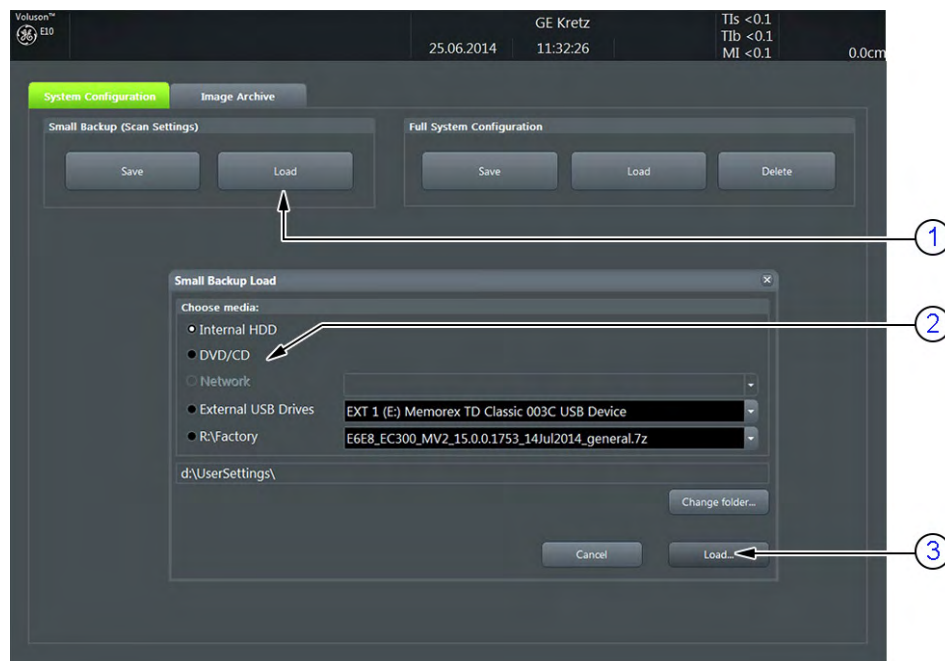 Voluson™
E10
GE Kretz
25.06.2014 11:32:26
TIs <0.1
TIb <0.1
MI <0.1
0.0cm
System Configuration Image Archive
Small Backup (Scan Settings) Full System Configuration
Save Load Save Load Delete
1
Small Backup Load
Choose media:
Internal HDD
2
DVD/CD
Network
External USB Drives EXT 1 (E:) Memorex TD Classic 003C USB Device
R:\Factory E6E8_EC300_MV2_15.0.0.1753_14Jul2014_general.7z
d:\UserSettings\
Change folder...
Cancel Load...
3